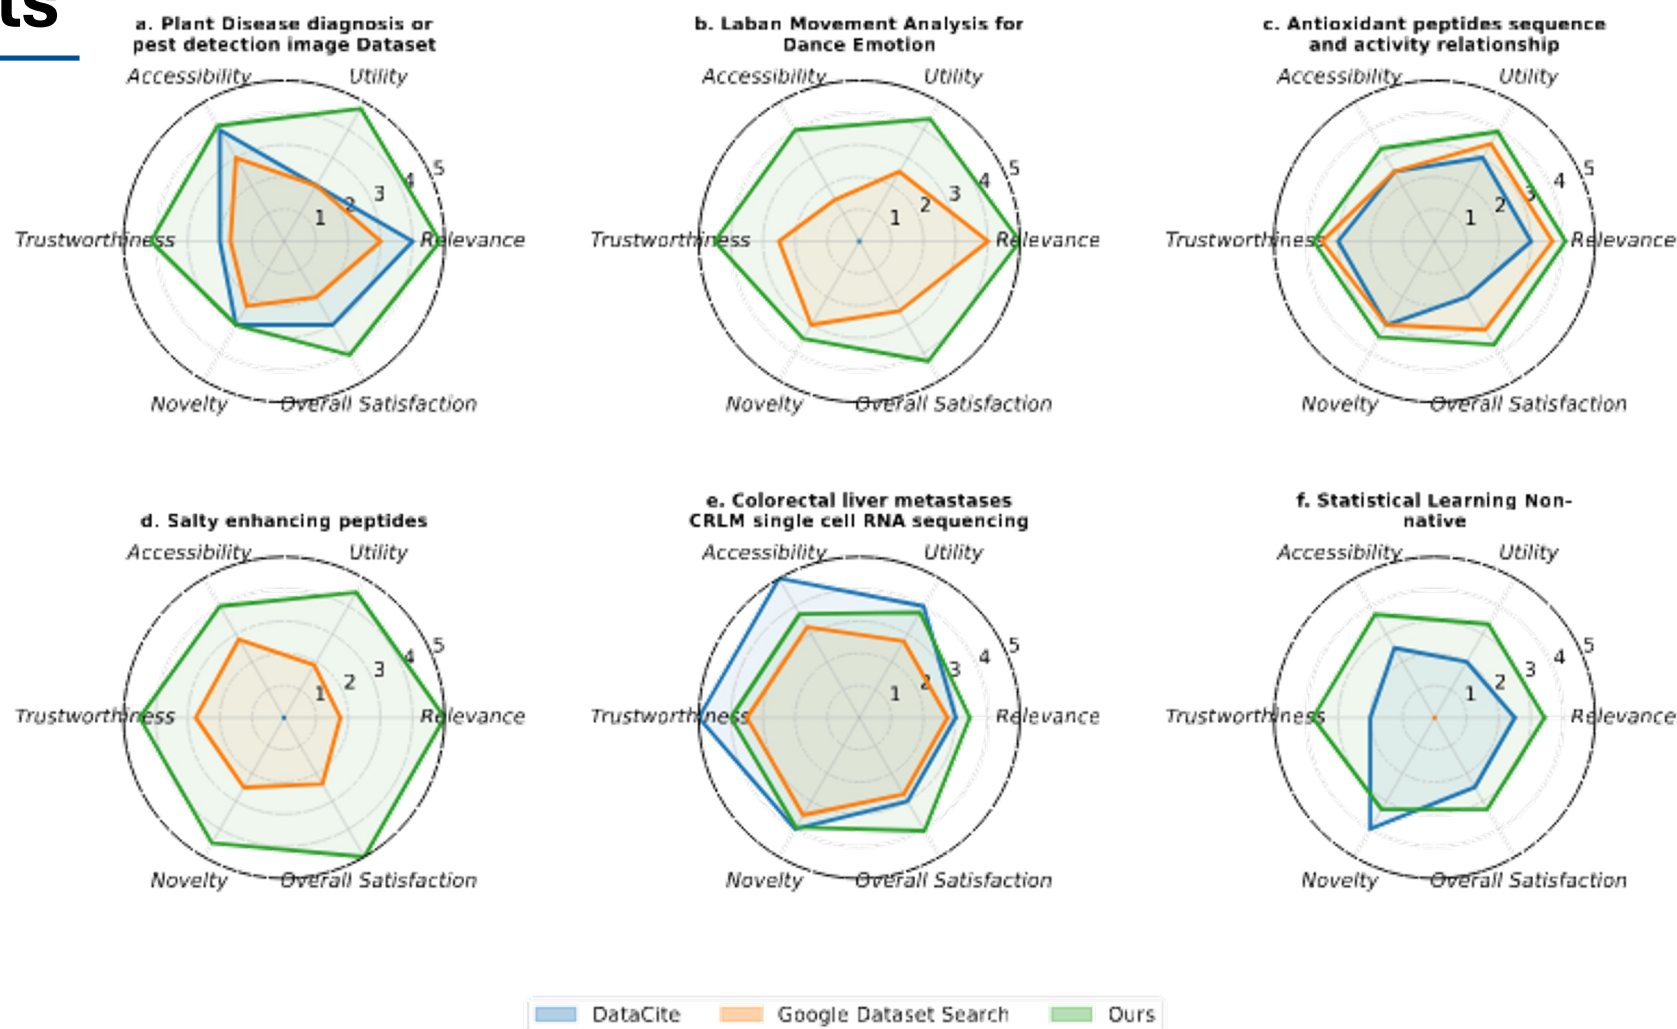 ts
a. Plant Disease diagnosis or
pest detection image Dataset
Accessibility
Utility
5
4
3
2
1
Trustworthiness
Relevance
Novelty
Overall Satisfaction
b. Laban Movement Analysis for
Dance Emotion
Accessibility
Utility
5
4
3
2
1
Trustworthiness
Relevance
Novelty
Overall Satisfaction
c. Antioxidant peptides sequence
and activity relationship
Accessibility
Utility
5
4
3
2
1
Trustworthiness
Relevance
Novelty
Overall Satisfaction
d. Salty enhancing peptides
Accessibility
Utility
5
4
3
2
1
Trustworthiness
Relevance
Novelty
Overall Satisfaction
e. Colorectal liver metastases
CRLM single cell RNA sequencing
Accessibility
Utility
5
4
3
2
1
Trustworthiness
Relevance
Novelty
Overall Satisfaction
f. Statistical Learning Non-
native
Accessibility
Utility
5
4
3
2
1
Trustworthiness
Relevance
Novelty
Overall Satisfaction
DataCite
Google Dataset Search
Ours